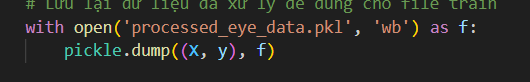 # Lưu lại dữ liệu đã xử lý để dùng cho file train
with open('processed_eye_data.pkl', 'wb') as f:
pickle.dump((X, y), f)